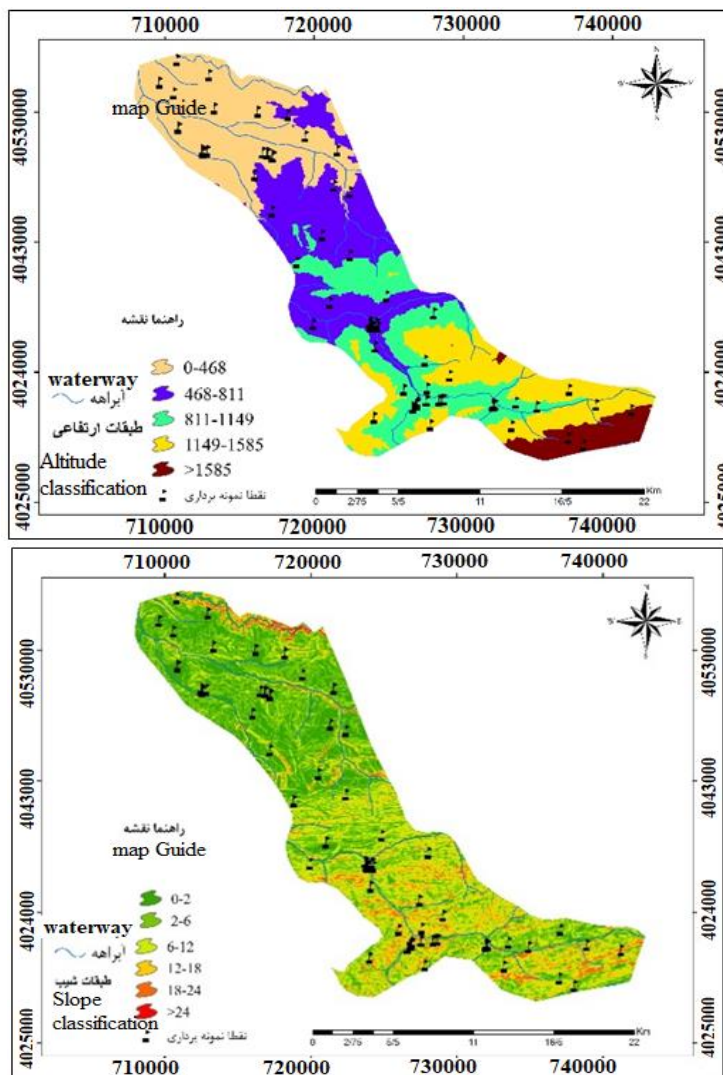 710000 720000 730000 740000
N
map Guide
40530000
40530000
4043000
4043000
راهنما نقشه
0-468
waterway
آبراهه
468-811
4024000
4024000
طبقات ارتفاعی
811-1149
1149-1585
Altitude
classification
>1585
نقطا نمونه برداری
Km
0 2/75 5/5 11 16/5 22
4025000
4025000
710000 720000 730000 740000
710000 720000 730000 740000
N
40530000
40530000
4043000
4043000
راهنما نقشه
map Guide
0-2
2-6
4024000
4024000
waterway
6-12
آبراهه
12-18
طبقات شیب
18-24
Slope
classification
>24
نقطا نمونه برداری
Km
0 2/75 5/5 11 16/5 22
4025000
4025000
710000 720000 730000 740000